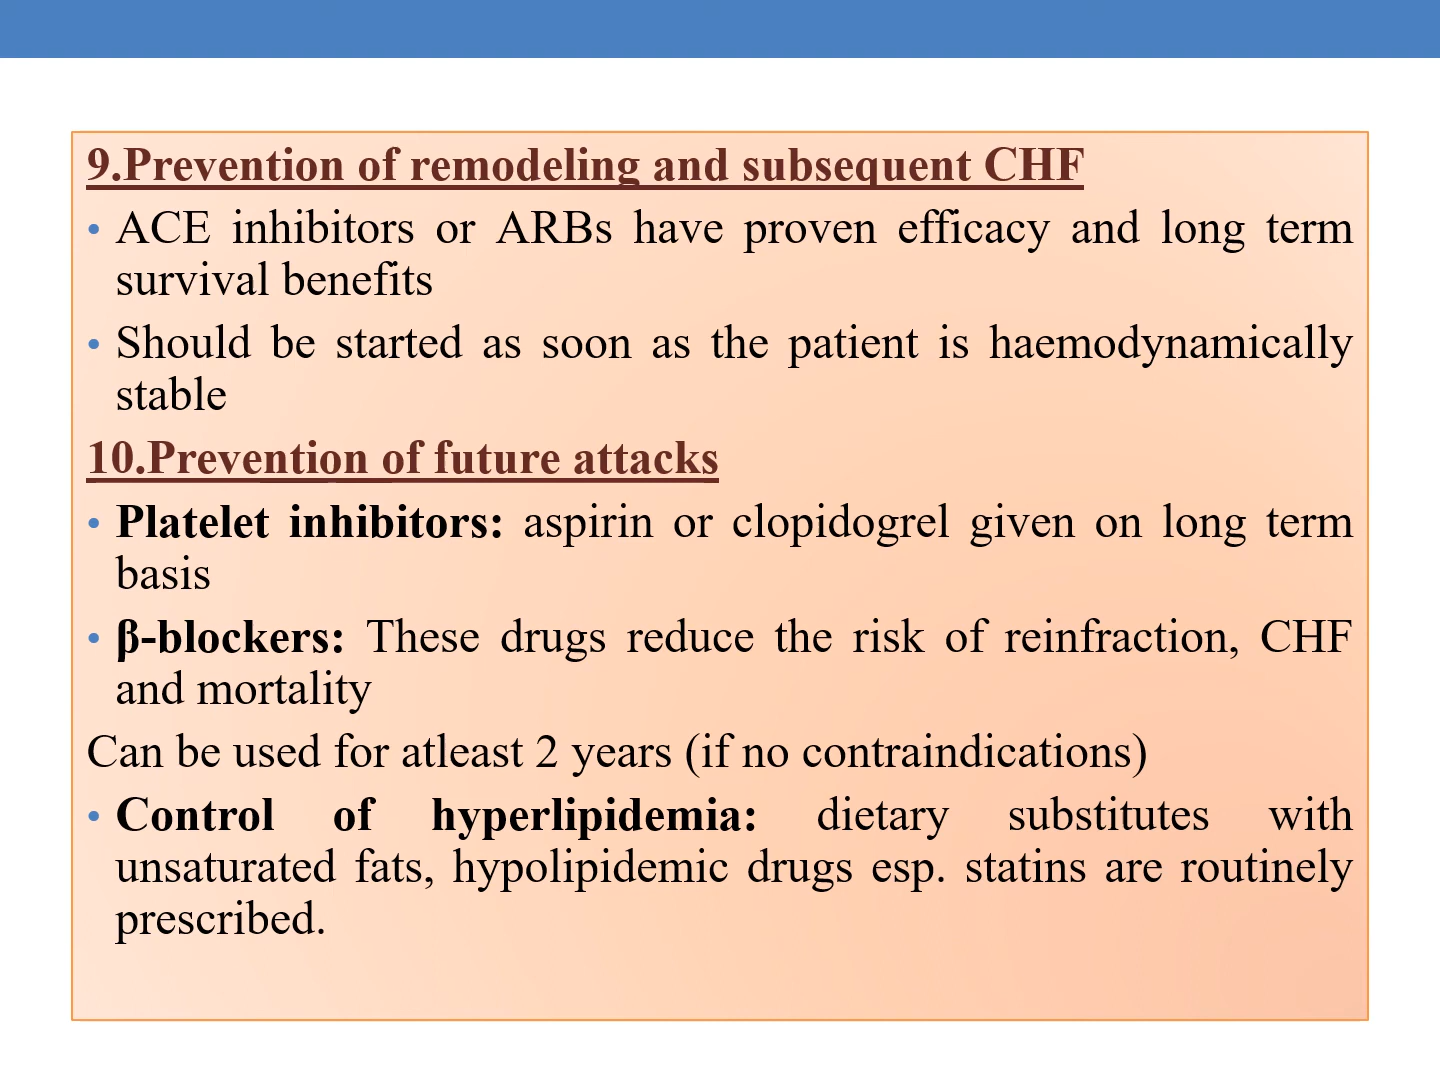 9.Prevention of remodeling and subsequent CHF
• ACE inhibitors or ARBs have proven efficacy and long term
survival benefits
• Should be started as soon as the patient is haemodynamically
stable
10.Prevention of future attacks
• Platelet inhibitors: aspirin or clopidogrel given on long term
basis
• β-blockers: These drugs reduce the risk of reinfraction, CHF
and mortality
Can be used for atleast 2 years (if no contraindications)
• Control of hyperlipidemia: dietary substitutes with
unsaturated fats, hypolipidemic drugs esp. statins are routinely
prescribed.